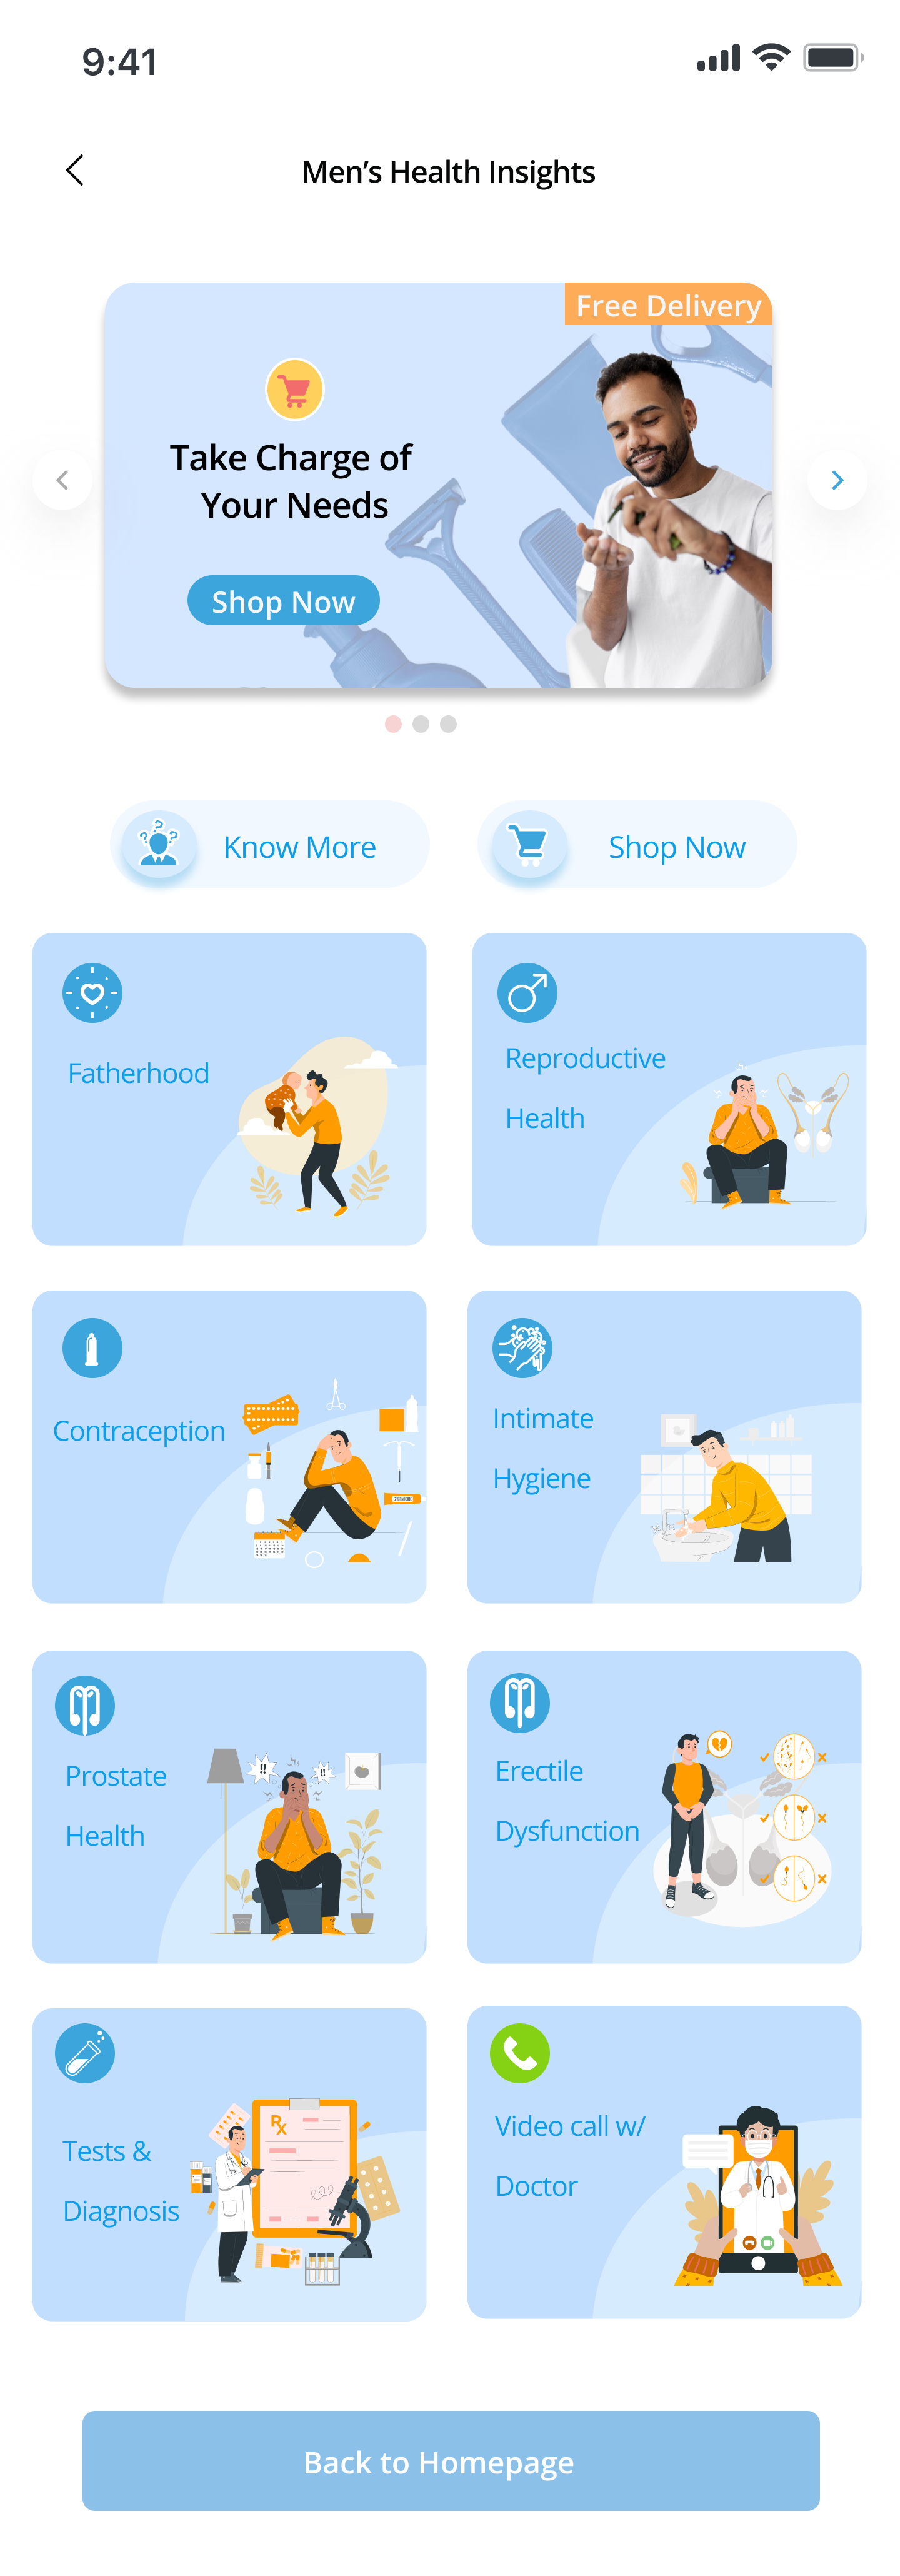 9:41
Men's Health Insights
Free Delivery
Take Charge of
Your Needs
Shop Now
Know More
Shop Now
Fatherhood
Reproductive
Health
Contraception
Intimate
Hygiene
Prostate
Health
!!
!!
Erectile
Dysfunction
Tests &
Diagnosis
Rx
Video call w/
Doctor
Back to Homepage